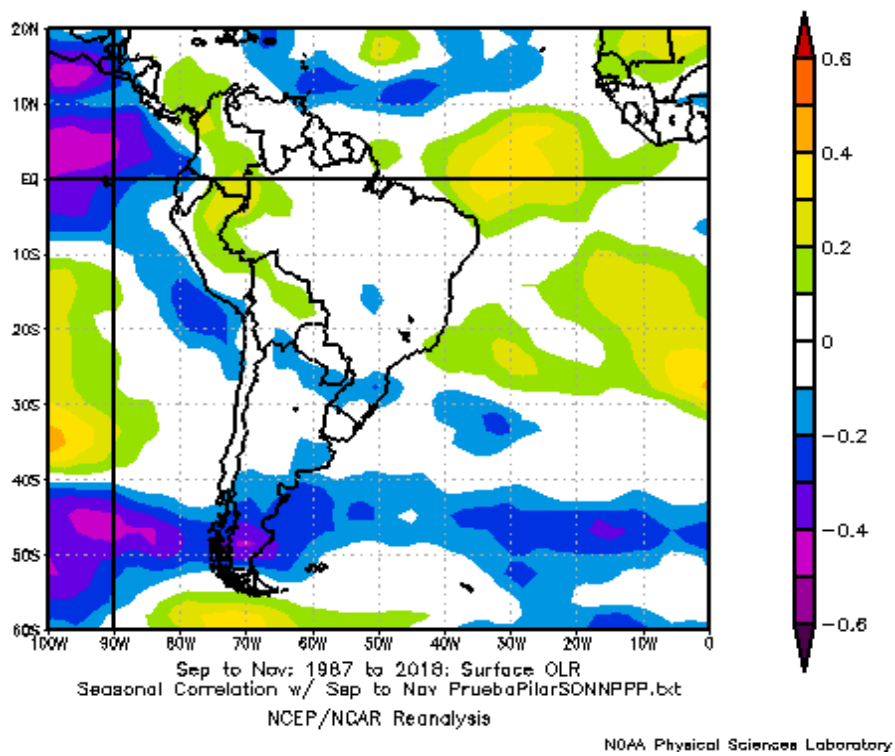 20N
10N
EQ
10S
20S
30S
40S
50S
60S
100W 90W 80W 70W 60W 50W 40W 30W 20W 10W 0
0.6
0.4
0.2
0
-0.2
-0.4
-0.6
Sep to Nov: 1987 to 2018: Surface OLR
Seasonal Correlation w/ Sep to Nov PruebaPilarSONNPPP.txt
NCEP/NCAR Reanalysis
NOAA Physical Sciences Laboratory